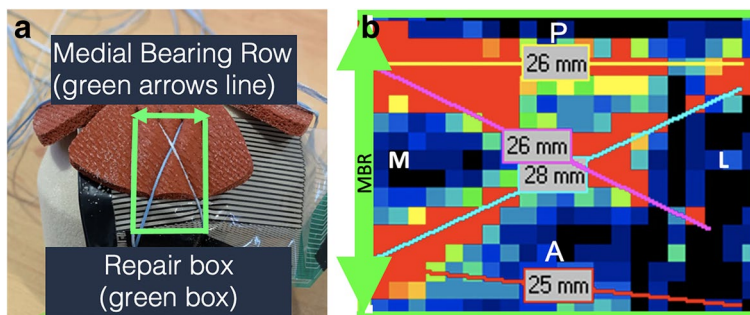 a
Medial Bearing Row
(green arrows line)
Repair box
(green box)
b
P
26 mm
26 mm
M
L
28 mm
MBR
A
25 mm